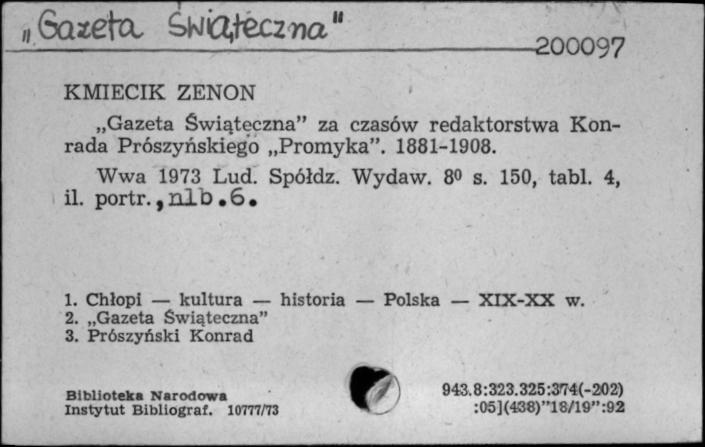 „Gazeta Świąteczna"
200097
KMIECIK ZENON
„Gazeta Świąteczna” za czasów redaktorstwa Kon-
rada Prószyńskiego „Promyka”. 1881-1908.
Wwa 1973 Lud. Spółdz. Wydaw. 8⁰ s. 150, tabl. 4,
il. portr., nlb.6.
1. Chłopi — kultura — historia — Polska — XIX-XX w.
2. „Gazeta Świąteczna”
3. Prószyński Konrad
Biblioteka Narodowa
Instytut Bibliograf. 10777/73
943.8:323.325:374(-202)
:05](438)”18/19”:92